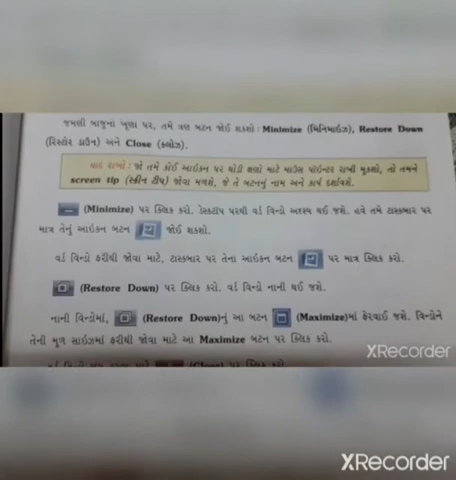 જમણી બાજુના ખૂણા પર, તમે ત્રણ બટન જોઈ શકશો : Minimize (મિનિમાઇઝ), Restore Down
(રિસ્ટોર ડાઉન) અને Close (ક્લોઝ).
યાદ રાખો : જો તમે કોઈ આઇકન પર થોડી ક્ષણો માટે માઉસ પોઇન્ટર રાખી મૂકશો, તો તમને
screen tip (સ્ક્રીન ટીપ) જોવા મળશે, જે તે બટનનું નામ અને કાર્ય દર્શાવશે.
(Minimize) પર ક્લિક કરો. ડેસ્કટોપ પરથી વર્ડ વિન્ડો અદૃશ્ય થઈ જશે. હવે તમે ટાસ્કબાર પર
માત્ર તેનું આઇકન બટન જોઈ શકશો.
વર્ડ વિન્ડો ફરીથી જોવા માટે, ટાસ્કબાર પર તેના આઇકન બટન પર માત્ર ક્લિક કરો.
(Restore Down) પર ક્લિક કરો. વર્ડ વિન્ડો નાની થઈ જશે.
નાની વિન્ડોમાં, (Restore Down)નું આ બટન (Maximize)માં ફેરવાઈ જશે. વિન્ડોને
તેની મૂળ સાઇઝમાં ફરીથી જોવા માટે આ Maximize બટન પર ક્લિક કરો.
(Close) પર ક્લિક કરો.
XRecorder
XRecorder